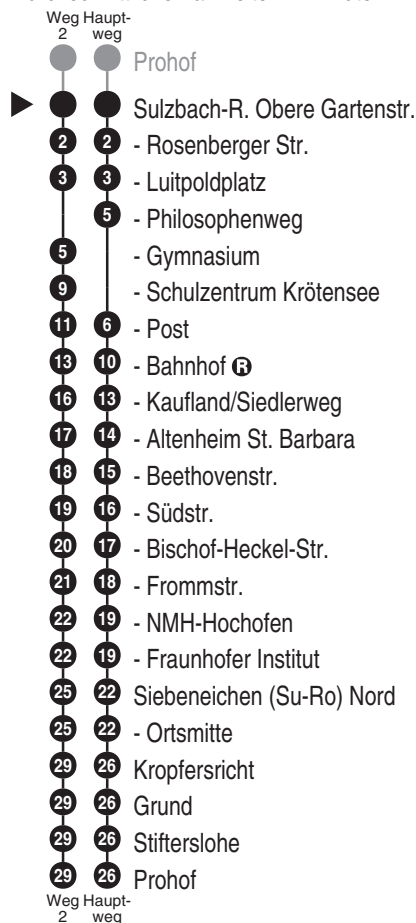 Weg Haupt-
2 weg
Prohof
Sulzbach-R. Obere Gartenstr.
2 2 - Rosenberger Str.
3 3 - Luitpoldplatz
5 - Philosophenweg
5 - Gymnasium
9 - Schulzentrum Krötensee
11 6 - Post
13 10 - Bahnhof R
16 13 - Kaufland/Siedlerweg
17 14 - Altenheim St. Barbara
18 15 - Beethovenstr.
19 16 - Südstr.
20 17 - Bischof-Heckel-Str.
21 18 - Frommstr.
22 19 - NMH-Hochofen
22 19 - Fraunhofer Institut
25 22 Siebeneichen (Su-Ro) Nord
25 22 - Ortsmitte
29 26 Kropfersricht
29 26 Grund
29 26 Stifterslohe
29 26 Prohof
Weg Haupt-
2 weg